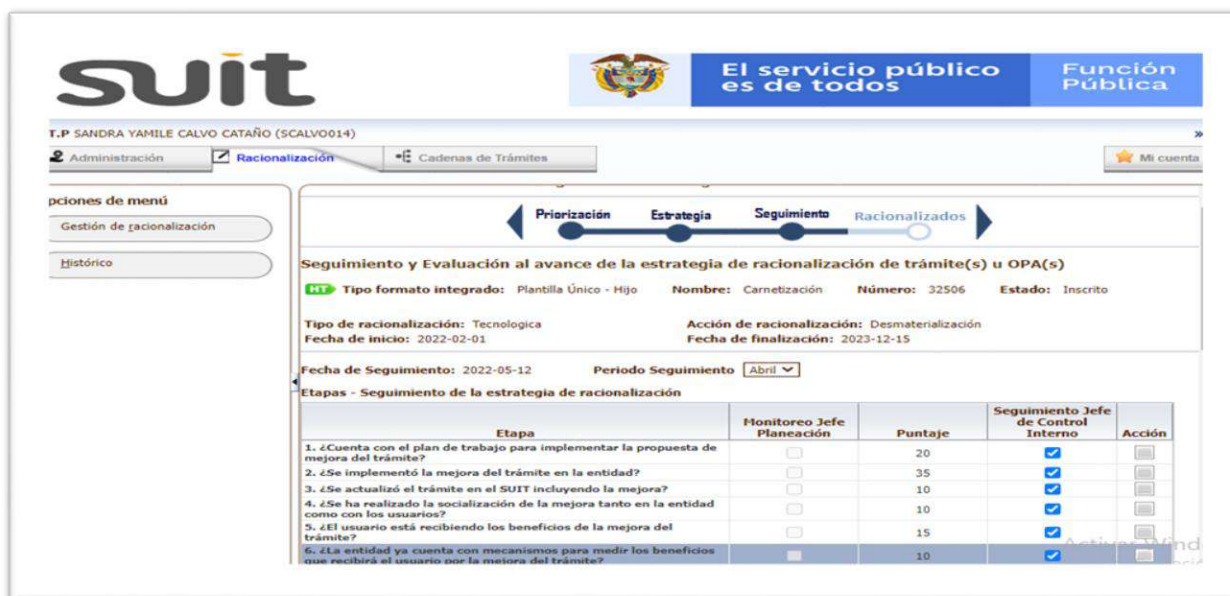 suit
El servicio público
es de todos
Función
Pública
T.P SANDRA YAMILE CALVO CATAÑO (SCALVO014)
»
Administración
Racionalización
Cadenas de Trámites
Mi cuenta
pciones de menú
Gestión de racionalización
Histórico
Priorización Estrategia Seguimiento Racionalizados
Seguimiento y Evaluación al avance de la estrategia de racionalización de trámite(s) u OPA(s)
HT Tipo formato integrado: Plantilla Único - Hijo Nombre: Carnetización Número: 32506 Estado: Inscrito
Tipo de racionalización: Tecnologica Acción de racionalización: Desmaterialización
Fecha de inicio: 2022-02-01 Fecha de finalización: 2023-12-15
Fecha de Seguimiento: 2022-05-12 Periodo Seguimiento Abril
Etapas - Seguimiento de la estrategia de racionalización
Etapa
Monitoreo Jefe
Planeación
Puntaje
Seguimiento Jefe
de Control
Interno
Acción
1. ¿Cuenta con el plan de trabajo para implementar la propuesta de
mejora del trámite?
20
2. ¿Se implementó la mejora del trámite en la entidad?
35
3. ¿Se actualizó el trámite en el SUIT incluyendo la mejora?
10
4. ¿Se ha realizado la socialización de la mejora tanto en la entidad
como con los usuarios?
10
5. ¿El usuario está recibiendo los beneficios de la mejora del
trámite?
15
6. ¿La entidad ya cuenta con mecanismos para medir los beneficios
que recibirá el usuario por la mejora del trámite?
10
Activar Wind